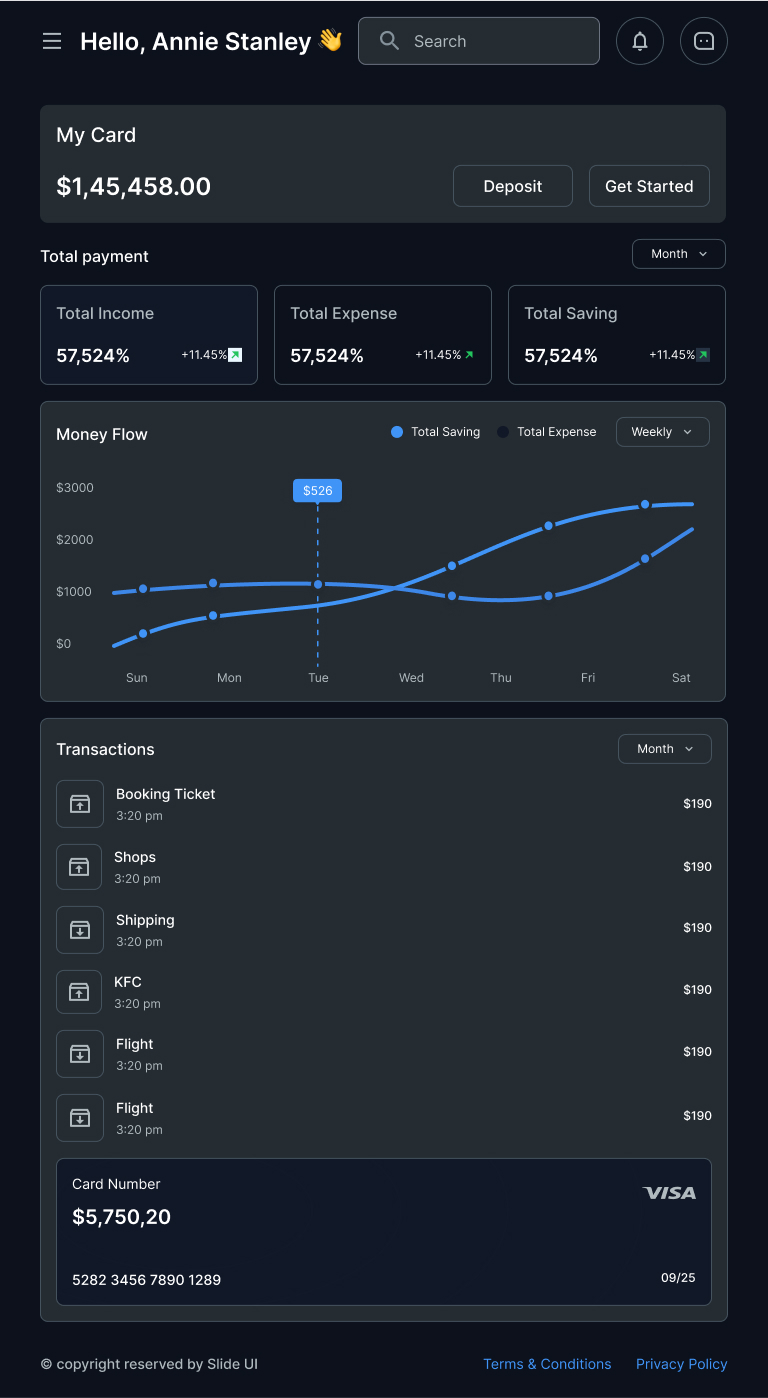 Hello, Annie Stanley 👋
Search
My Card
$1,45,458.00
Deposit
Get Started
Total payment
Month
Total Income
57,524%
+11.45%
Total Expense
57,524%
+11.45%
Total Saving
57,524%
+11.45%
Money Flow
Total Saving
Total Expense
Weekly
$3000
$2000
$1000
$0
$526
Sun
Mon
Tue
Wed
Thu
Fri
Sat
Transactions
Month
Booking Ticket
3:20 pm
$190
Shops
3:20 pm
$190
Shipping
3:20 pm
$190
KFC
3:20 pm
$190
Flight
3:20 pm
$190
Flight
3:20 pm
$190
Card Number
VISA
$5,750,20
5282 3456 7890 1289
09/25
© copyright reserved by Slide UI
Terms & Conditions
Privacy Policy